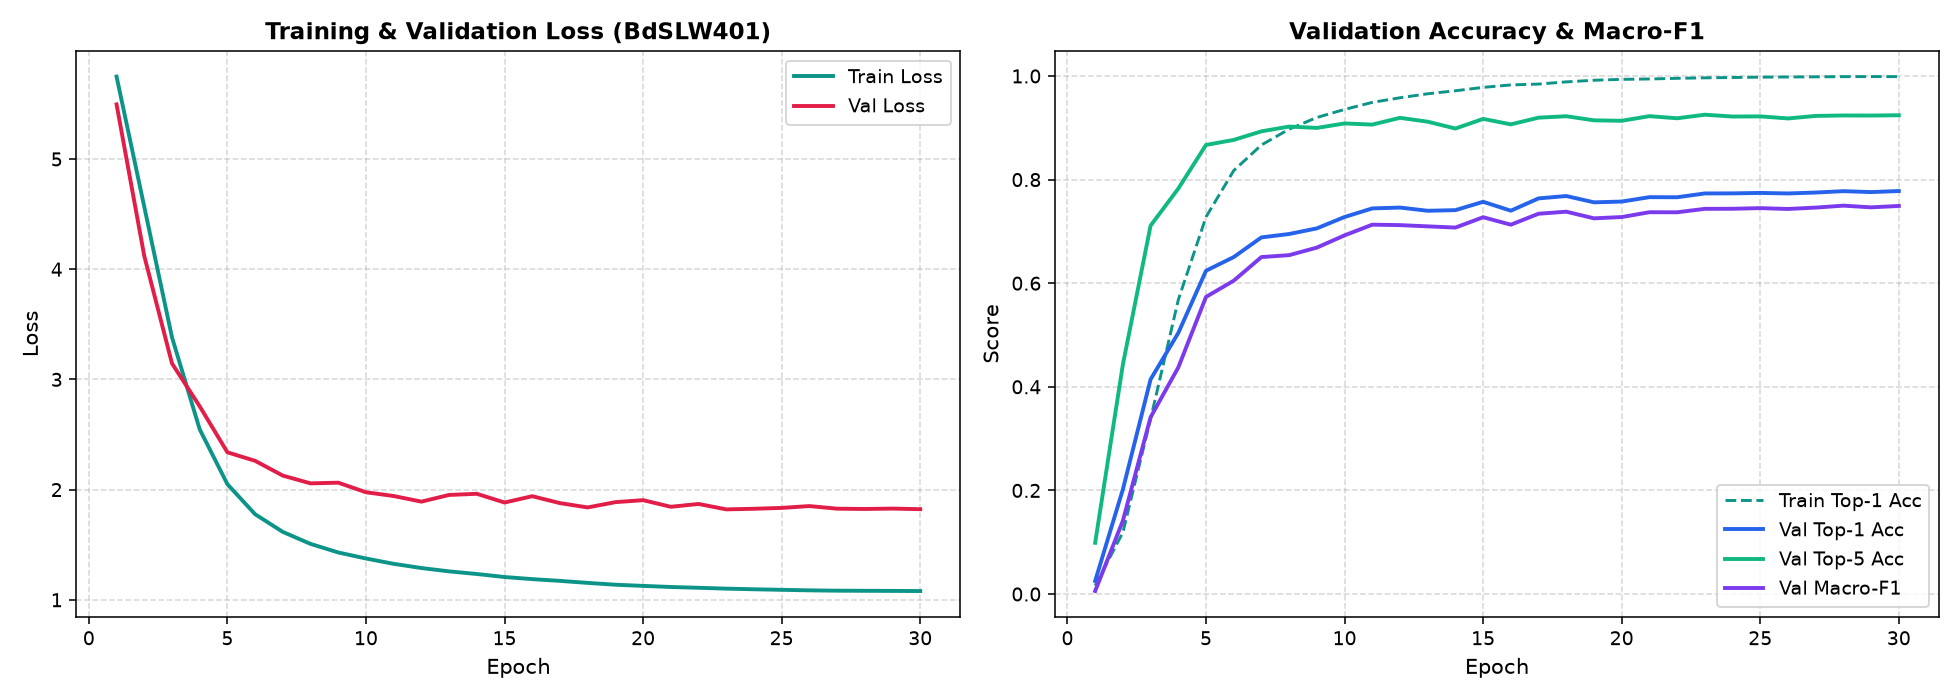 Training & Validation Loss (BdSLW401)
Train Loss
Val Loss
5
4
3
2
1
Loss
0 5 10 15 20 25 30
Epoch
Validation Accuracy & Macro-F1
1.0
0.8
0.6
0.4
0.2
0.0
Score
Train Top-1 Acc
Val Top-1 Acc
Val Top-5 Acc
Val Macro-F1
0 5 10 15 20 25 30
Epoch